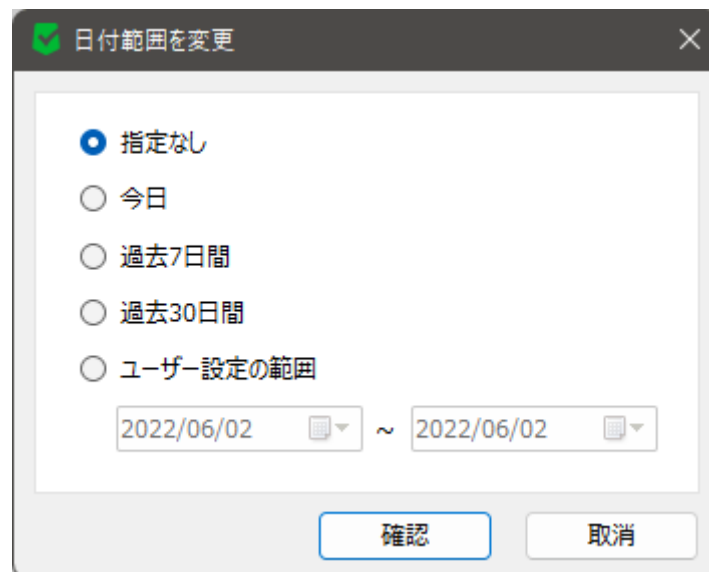 日付範囲を変更
指定なし
今日
過去7日間
過去30日間
ユーザー設定の範囲
2022/06/02 ~ 2022/06/02
確認 取消